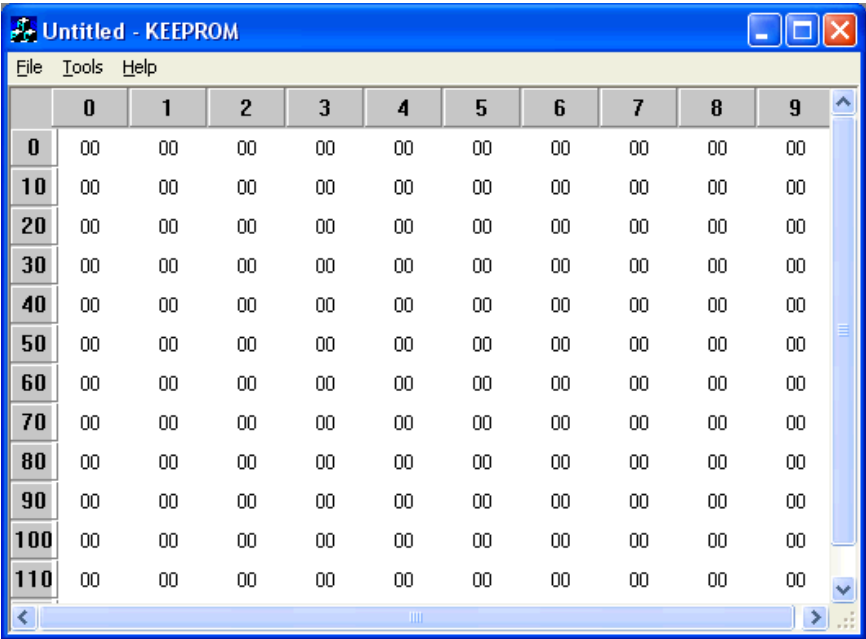 Untitled - KEEPROM
File Tools Help
0 1 2 3 4 5 6 7 8 9
0 00 00 00 00 00 00 00 00 00 00
10 00 00 00 00 00 00 00 00 00 00
20 00 00 00 00 00 00 00 00 00 00
30 00 00 00 00 00 00 00 00 00 00
40 00 00 00 00 00 00 00 00 00 00
50 00 00 00 00 00 00 00 00 00 00
60 00 00 00 00 00 00 00 00 00 00
70 00 00 00 00 00 00 00 00 00 00
80 00 00 00 00 00 00 00 00 00 00
90 00 00 00 00 00 00 00 00 00 00
100 00 00 00 00 00 00 00 00 00 00
110 00 00 00 00 00 00 00 00 00 00